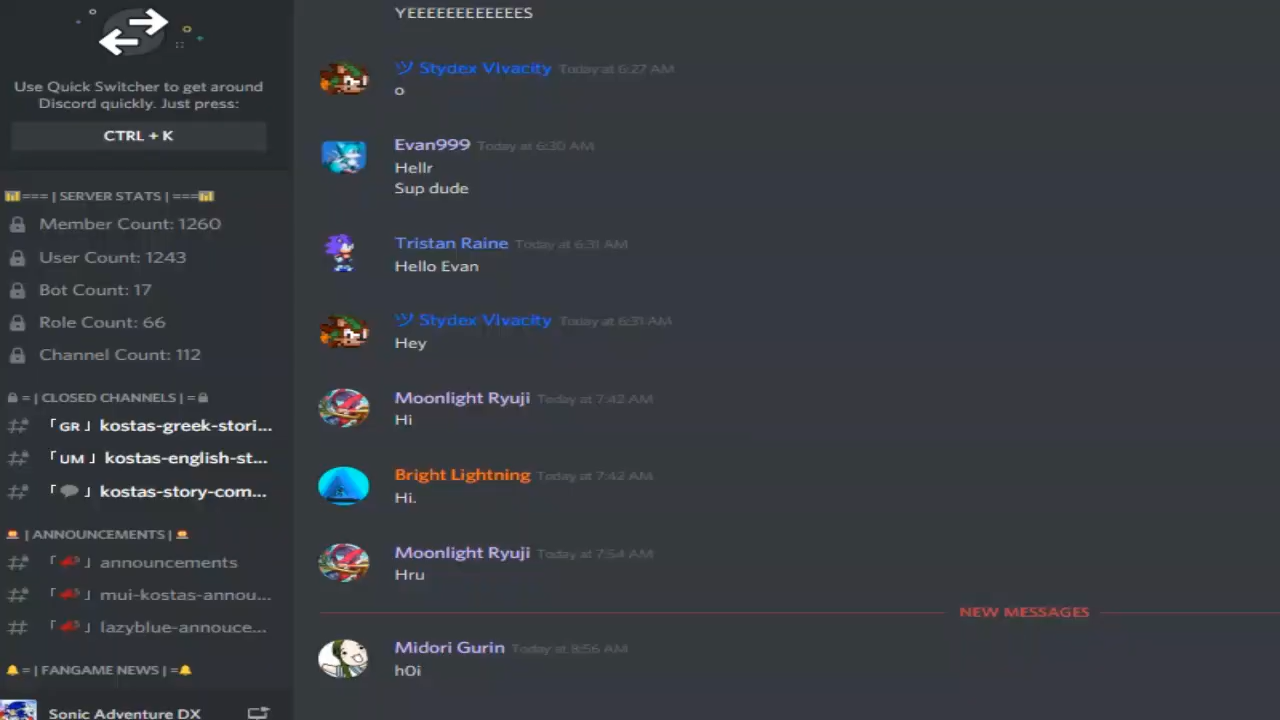 Use Quick Switcher to get around
Discord quickly. Just press:
CTRL + K
=== | SERVER STATS | ===
Member Count: 1260
User Count: 1243
Bot Count: 17
Role Count: 66
Channel Count: 112
= | CLOSED CHANNELS | =
「GR」kostas-greek-stori...
「UM」kostas-english-st...
「💬」kostas-story-com...
| ANNOUNCEMENTS |
「📣」announcements
「📣」mui-kostas-annou...
「📣」lazyblue-annouce...
🔔= | FANGAME NEWS | =🔔
Sonic Adventure DX
YEEEEEEEEEEEES
ツ Stydex VIvacity Today at 6:27 AM
o
Evan999 Today at 6:30 AM
Hellr
Sup dude
Tristan Raine Today at 6:31 AM
Hello Evan
ツ Stydex VIvacity Today at 6:31 AM
Hey
Moonlight Ryuji Today at 7:42 AM
Hi
Bright Lightning Today at 7:42 AM
Hi.
Moonlight Ryuji Today at 7:54 AM
Hru
NEW MESSAGES
Midori Gurin Today at 8:56 AM
h0i